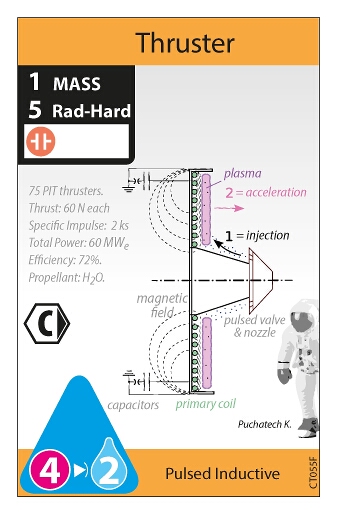 Thruster
1 MASS
5 Rad-Hard
75 PIT thrusters.
Thrust: 60 N each
Specific Impulse: 2 ks
Total Power: 60 MWe
Efficiency: 72%.
Propellant: H2O.
plasma
2 = acceleration
1 = injection
magnetic
field
pulsed valve
& nozzle
C
capacitors
primary coil
Puchatech K.
4
2
Pulsed Inductive
CT055F